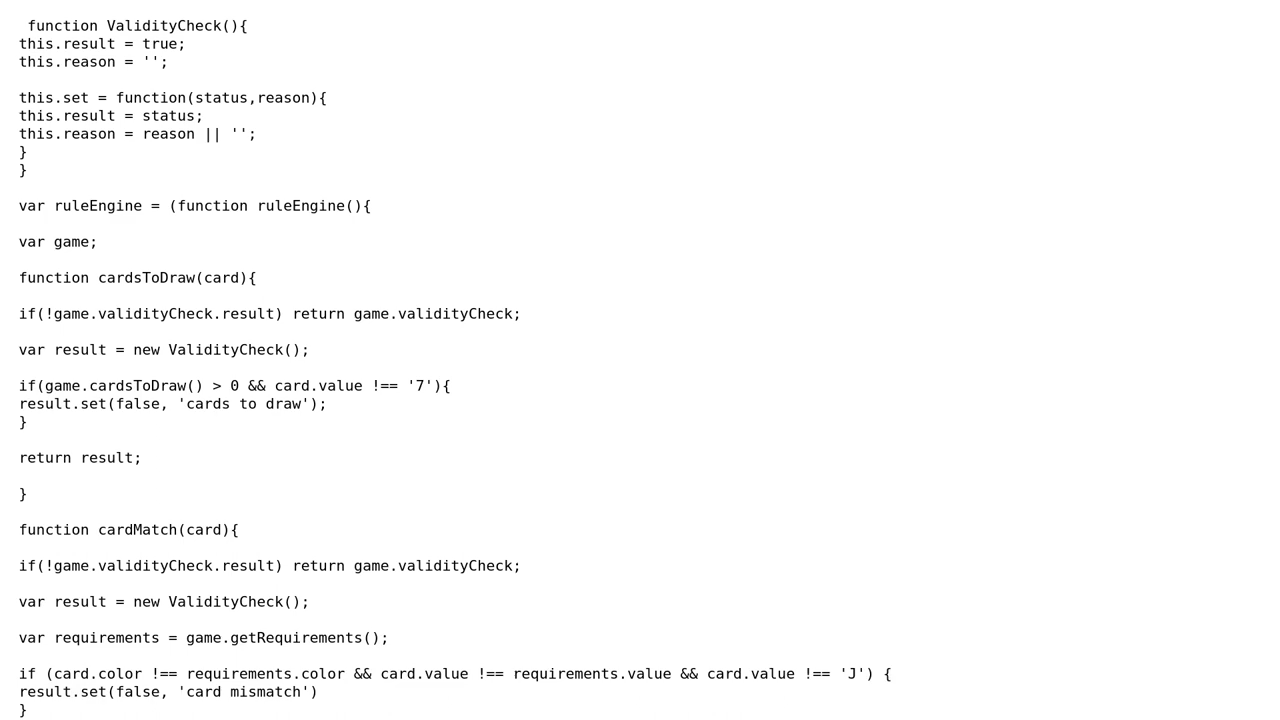 function ValidityCheck(){
this.result = true;
this.reason = '';
this.set = function(status,reason){
this.result = status;
this.reason = reason || '';
}
}
var ruleEngine = (function ruleEngine(){
var game;
function cardsToDraw(card){
if(!game.validityCheck.result) return game.validityCheck;
var result = new ValidityCheck();
if(game.cardsToDraw() > 0 && card.value !== '7'){
result.set(false, 'cards to draw');
}
return result;
}
function cardMatch(card){
if(!game.validityCheck.result) return game.validityCheck;
var result = new ValidityCheck();
var requirements = game.getRequirements();
if (card.color !== requirements.color && card.value !== requirements.value && card.value !== 'J') {
result.set(false, 'card mismatch')
}